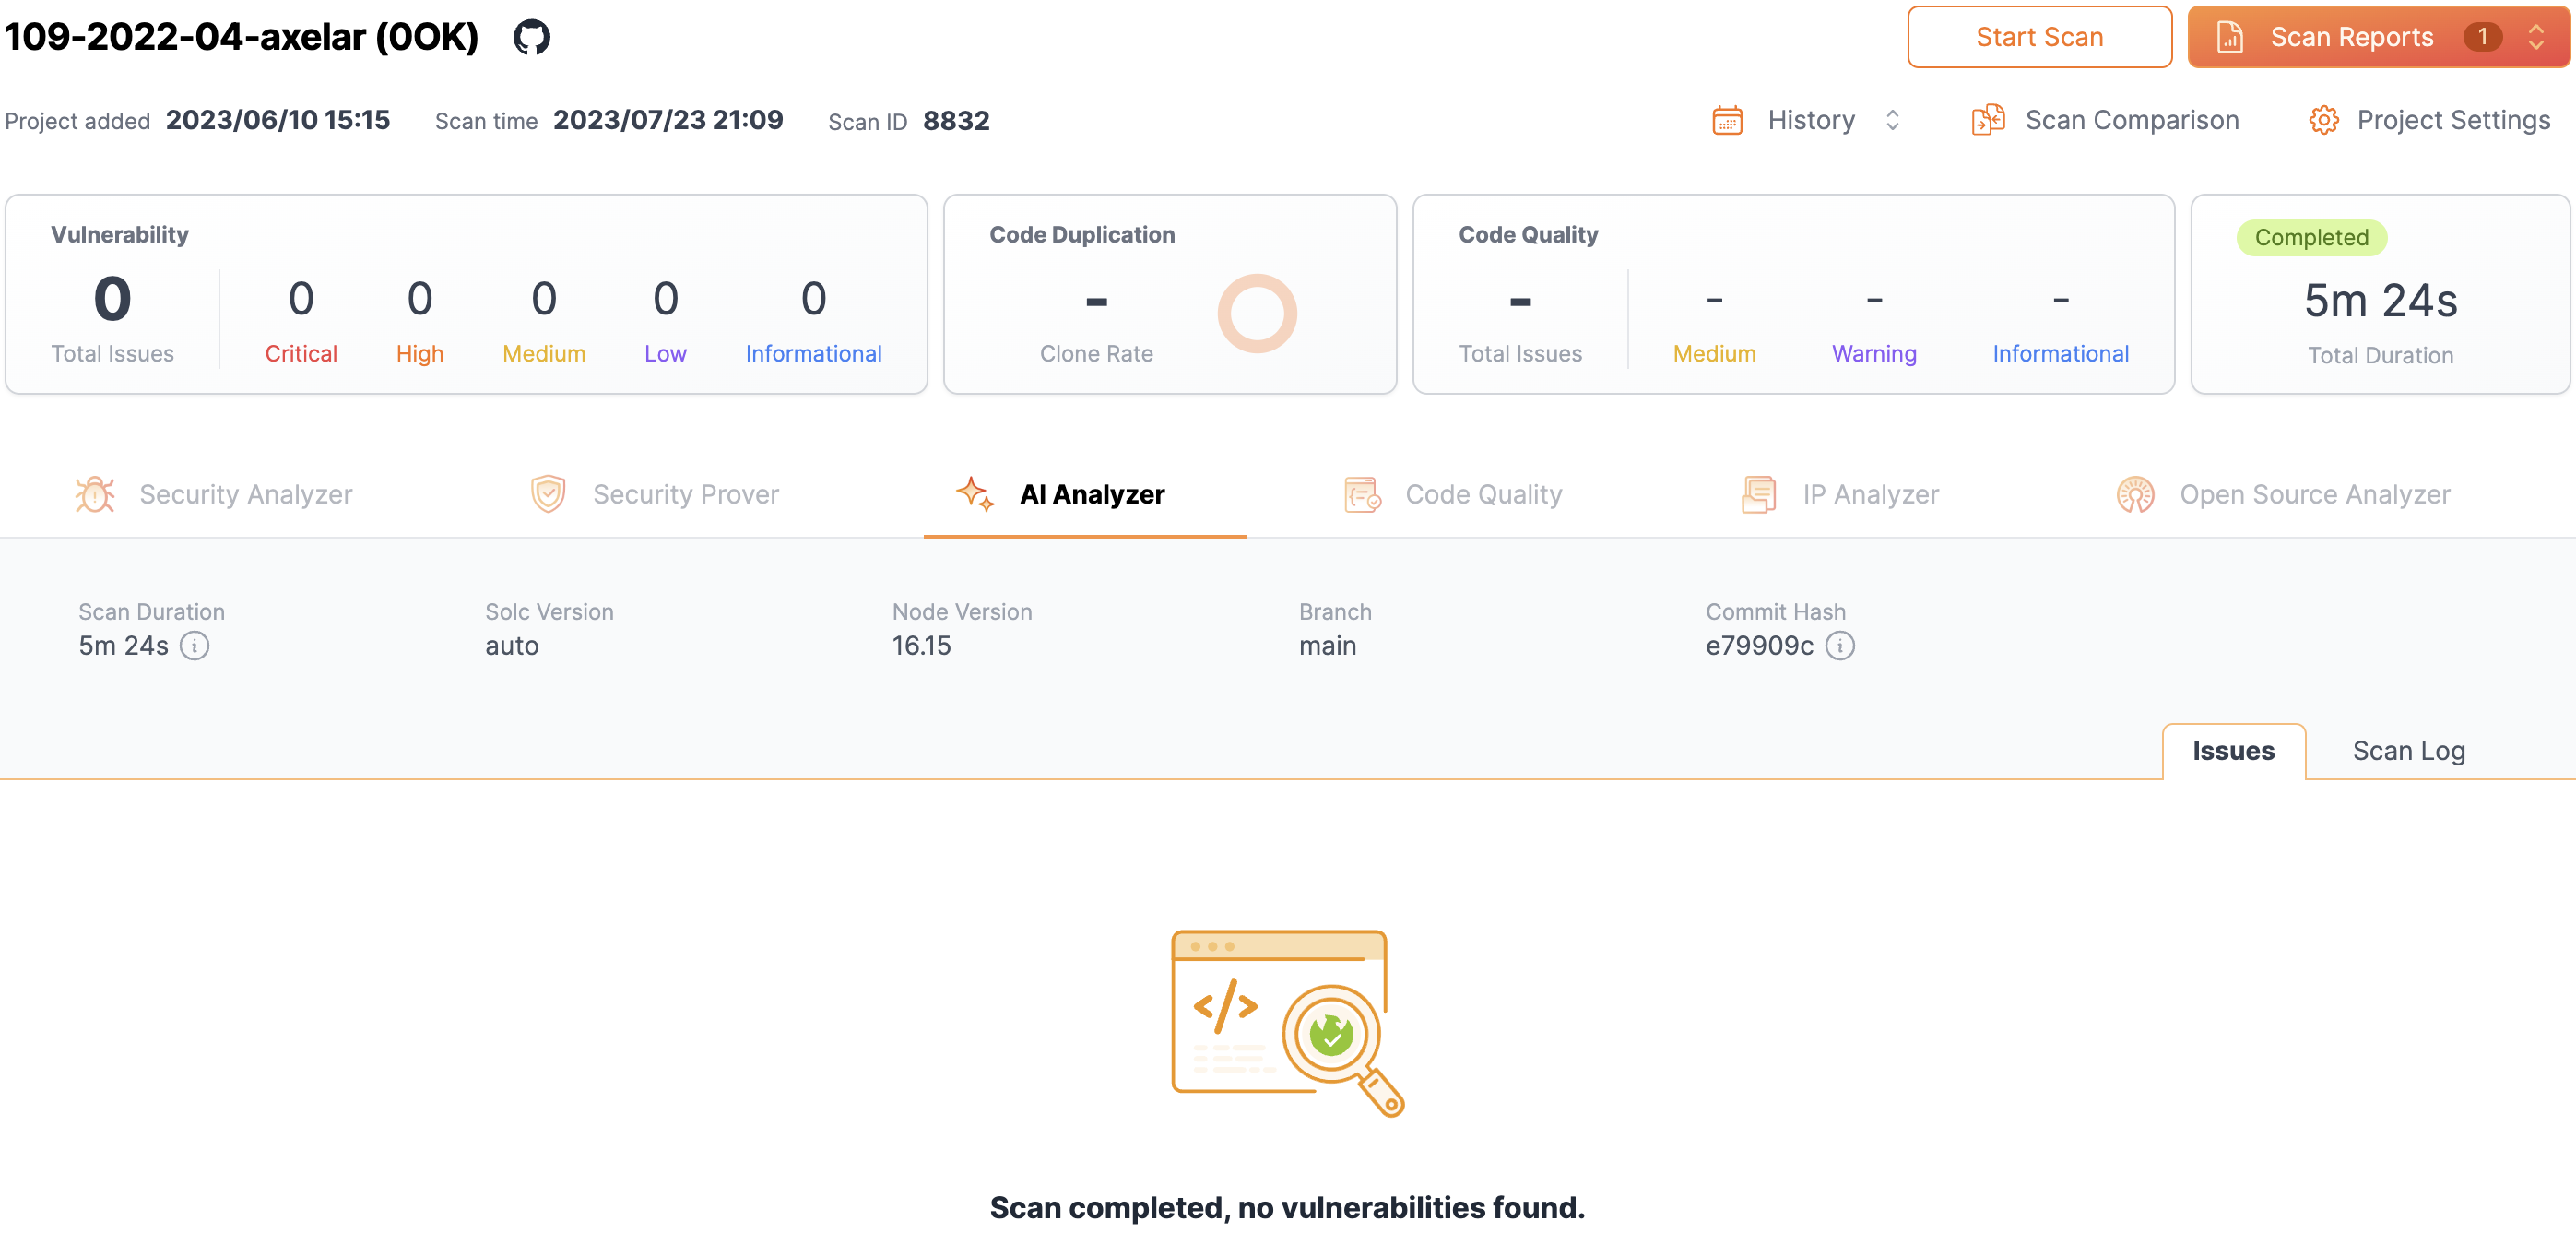 109-2022-04-axelar (0OK)
Start Scan
Scan Reports 1
Project added 2023/06/10 15:15 Scan time 2023/07/23 21:09 Scan ID 8832
History Scan Comparison Project Settings
Vulnerability
0 0 0 0 0 0
Total Issues Critical High Medium Low Informational
Code Duplication
-
Clone Rate
Code Quality
- - - -
Total Issues Medium Warning Informational
Completed
5m 24s
Total Duration
Security Analyzer Security Prover AI Analyzer Code Quality IP Analyzer Open Source Analyzer
Scan Duration Solc Version Node Version Branch Commit Hash
5m 24s auto 16.15 main e79909c
Issues Scan Log
</>
Scan completed, no vulnerabilities found.